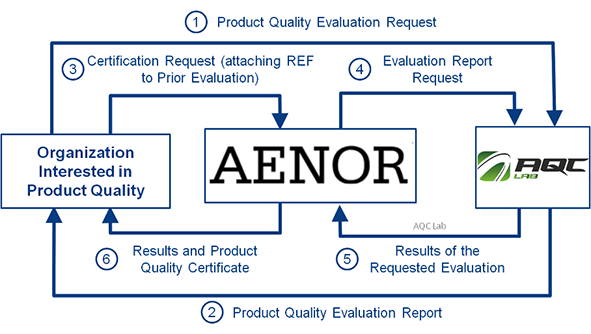 1 Product Quality Evaluation Request
3 Certification Request (attaching REF
to Prior Evaluation)
4 Evaluation Report
Request
Organization
Interested in
Product Quality
AENOR
AQC
LAB
AQC Lab
6 Results and Product
Quality Certificate
5 Results of the
Requested Evaluation
2 Product Quality Evaluation Report